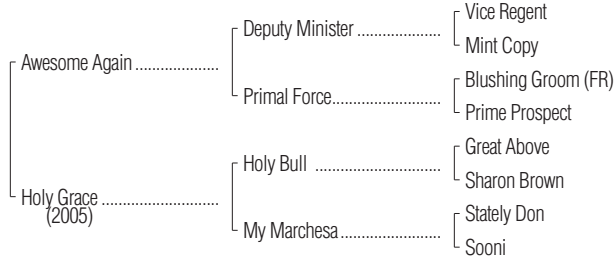 Vice Regent
Deputy Minister ....................
Mint Copy
Awesome Again ....................
Blushing Groom (FR)
Primal Force..........................
Prime Prospect
Great Above
Holy Bull ..............................
Sharon Brown
Holy Grace ............................
(2005)
Stately Don
My Marchesa........................
Sooni